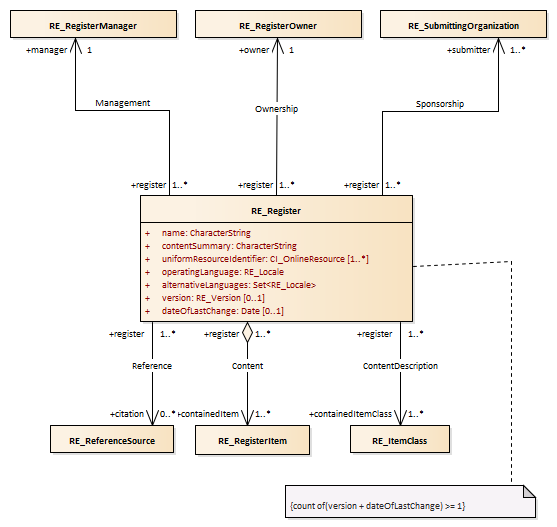 RE_RegisterManager
RE_RegisterOwner
RE_SubmittingOrganization
+manager 1
+owner 1
+submitter 1..*
Management
Ownership
Sponsorship
+register 1..*
+register 1..*
+register 1..*
RE_Register
+ name: CharacterString
+ contentSummary: CharacterString
+ uniformResourceIdentifier: CI_OnlineResource [1..*]
+ operatingLanguage: RE_Locale
+ alternativeLanguages: Set<RE_Locale>
+ version: RE_Version [0..1]
+ dateOfLastChange: Date [0..1]
+register 1..*
+register 1..*
+register 1..*
Reference
Content
ContentDescription
+citation 0..*
+containedItem 1..*
+containedItemClass 1..*
RE_ReferenceSource
RE_RegisterItem
RE_ItemClass
{count of(version + dateOfLastChange) >= 1}